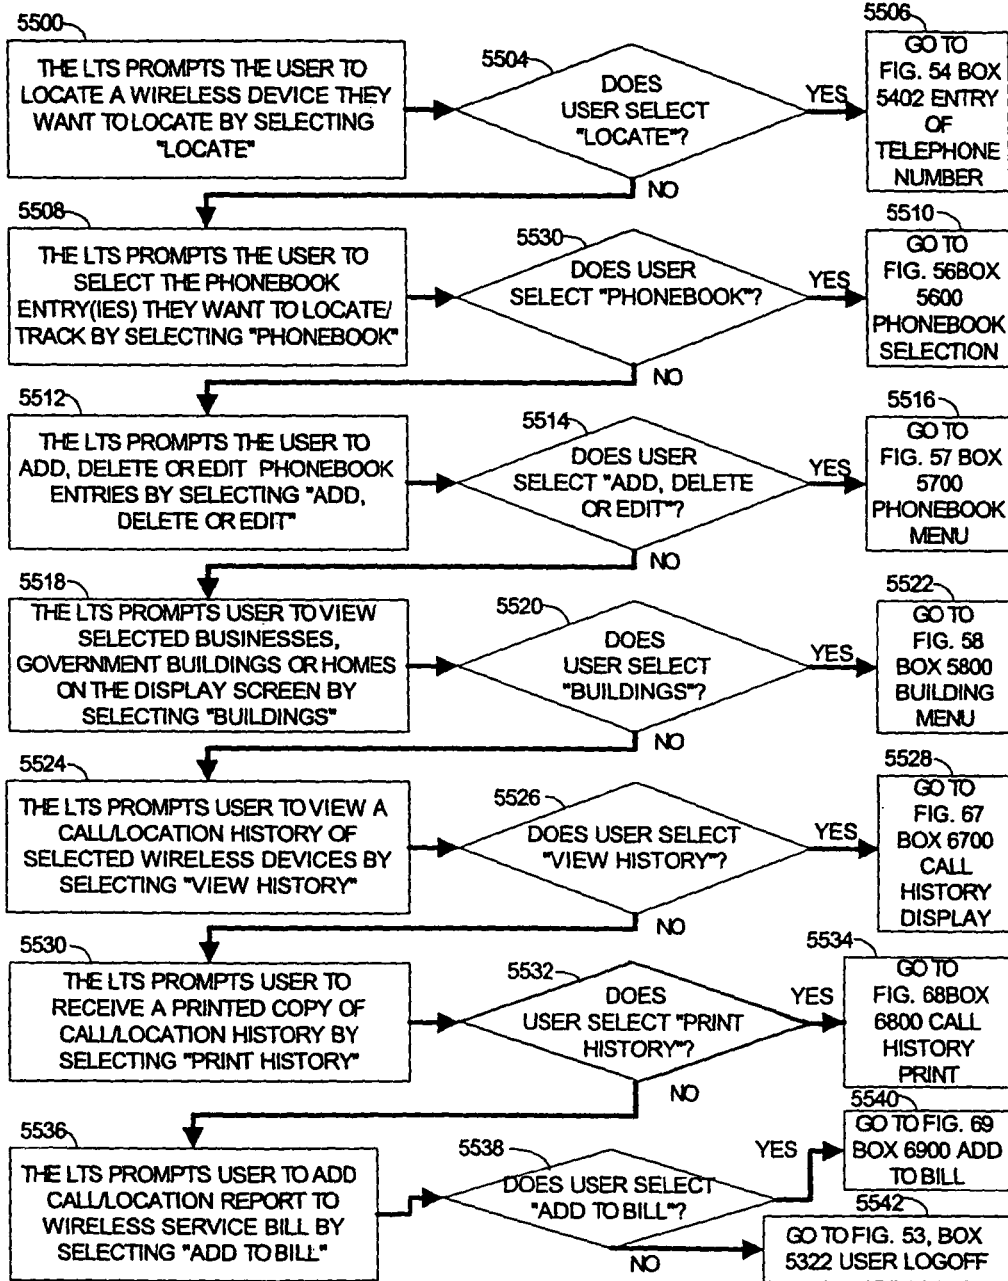 5500
THE LTS PROMPTS THE USER TO
LOCATE A WIRELESS DEVICE THEY
WANT TO LOCATE BY SELECTING
"LOCATE"
5504
DOES
USER SELECT
"LOCATE"?
YES
NO
5506
GO TO
FIG. 54 BOX
5402 ENTRY
OF
TELEPHONE
NUMBER
5508
THE LTS PROMPTS THE USER TO
SELECT THE PHONEBOOK
ENTRY(IES) THEY WANT TO LOCATE/
TRACK BY SELECTING "PHONEBOOK"
5530
DOES USER
SELECT "PHONEBOOK"?
YES
NO
5510
GO TO
FIG. 56BOX
5600
PHONEBOOK
SELECTION
5512
THE LTS PROMPTS THE USER TO
ADD, DELETE OR EDIT PHONEBOOK
ENTRIES BY SELECTING "ADD,
DELETE OR EDIT"
5514
DOES USER
SELECT "ADD, DELETE
OR EDIT"?
YES
NO
5516
GO TO
FIG. 57 BOX
5700
PHONEBOOK
MENU
5518
THE LTS PROMPTS USER TO VIEW
SELECTED BUSINESSES,
GOVERNMENT BUILDINGS OR HOMES
ON THE DISPLAY SCREEN BY
SELECTING "BUILDINGS"
5520
DOES
USER SELECT
"BUILDINGS"?
YES
NO
5522
GO TO
FIG. 58
BOX 5800
BUILDING
MENU
5524
THE LTS PROMPTS USER TO VIEW A
CALL/LOCATION HISTORY OF
SELECTED WIRELESS DEVICES BY
SELECTING "VIEW HISTORY"
5526
DOES USER SELECT
"VIEW HISTORY"?
YES
NO
5528
GO TO
FIG. 67
BOX 6700
CALL
HISTORY
DISPLAY
5530
THE LTS PROMPTS USER TO
RECEIVE A PRINTED COPY OF
CALL/LOCATION HISTORY BY
SELECTING "PRINT HISTORY"
5532
DOES
USER SELECT "PRINT
HISTORY"?
YES
NO
5534
GO TO
FIG. 68BOX
6800 CALL
HISTORY
PRINT
5536
THE LTS PROMPTS USER TO ADD
CALL/LOCATION REPORT TO
WIRELESS SERVICE BILL BY
SELECTING "ADD TO BILL"
5538
DOES USER SELECT
"ADD TO BILL"?
YES
NO
5540
GO TO FIG. 69
BOX 6900 ADD
TO BILL
5542
GO TO FIG. 53, BOX
5322 USER LOGOFF